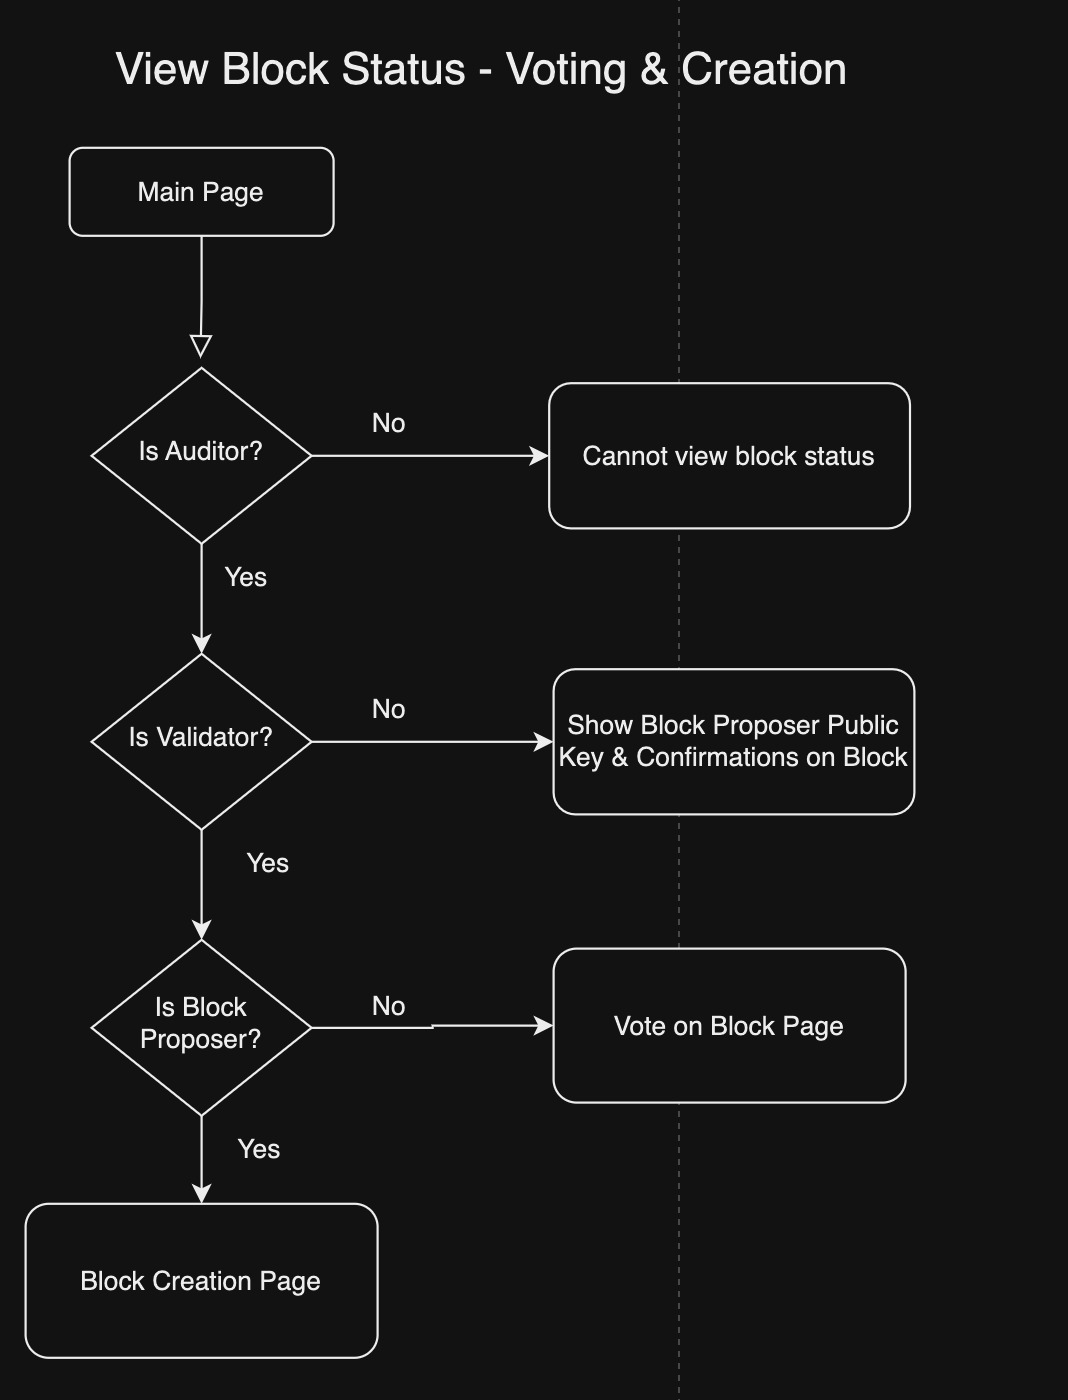 View Block Status - Voting & Creation
Main Page
Is Auditor?
No
Cannot view block status
Yes
Is Validator?
No
Show Block Proposer Public
Key & Confirmations on Block
Yes
Is Block
Proposer?
No
Vote on Block Page
Yes
Block Creation Page